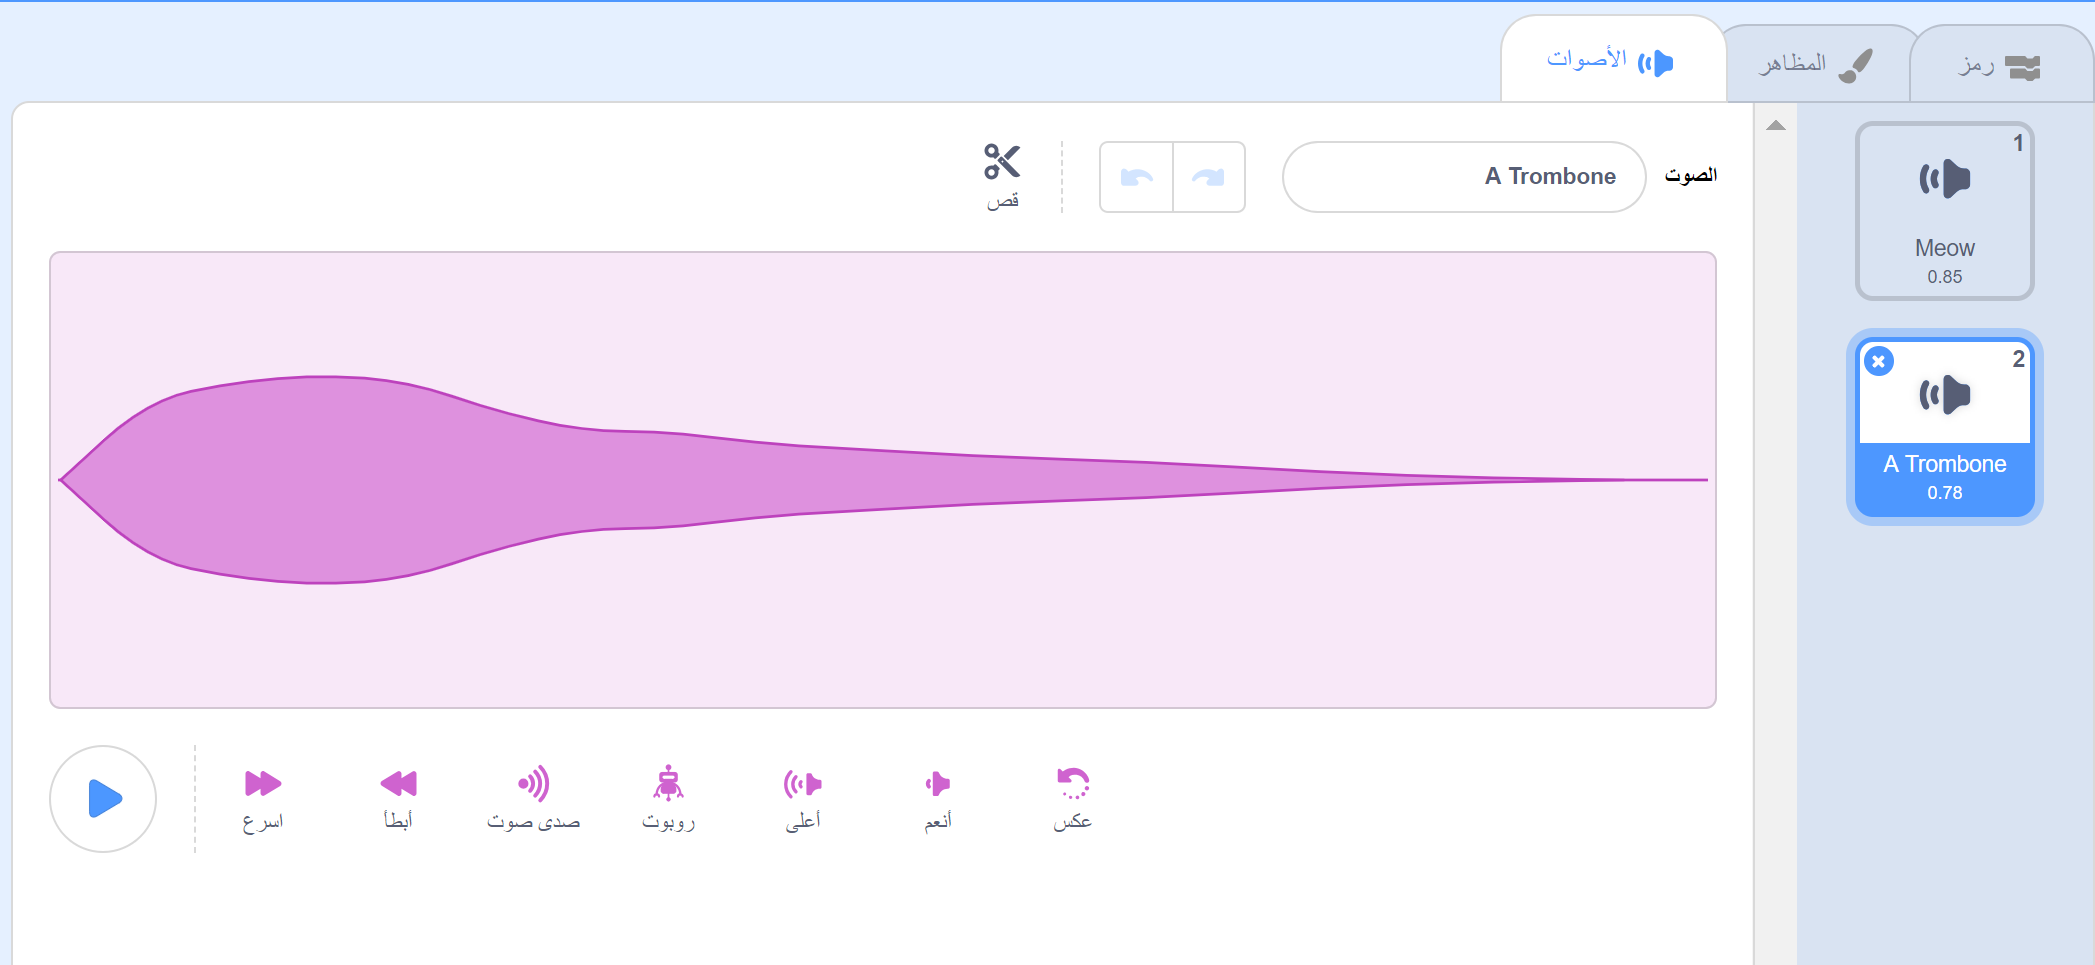 رمز
المظاهر
الأصوات
1
Meow
0.85
2
A Trombone
0.78
الصوت
A Trombone
قص
عكس
أنعم
أعلى
روبوت
صدى صوت
أبطأ
اسرع